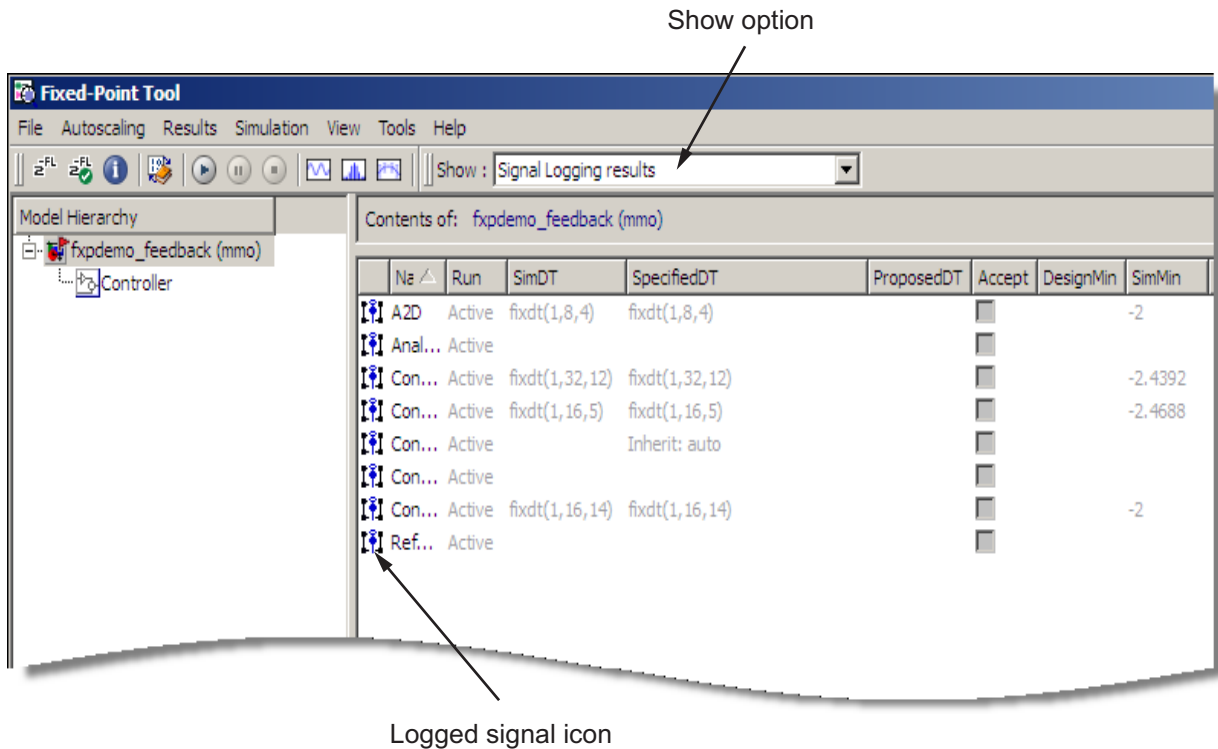 Show option
Fixed-Point Tool
File Autoscaling Results Simulation View Tools Help
Show : Signal Logging results
Model Hierarchy
Contents of: fxpdemo_feedback (mmo)
fxpdemo_feedback (mmo)
Controller
Na Run SimDT SpecifiedDT ProposedDT Accept DesignMin SimMin
A2D Active fixdt(1,8,4) fixdt(1,8,4) -2
Anal... Active
Con... Active fixdt(1,32,12) fixdt(1,32,12) -2.4392
Con... Active fixdt(1,16,5) fixdt(1,16,5) -2.4688
Con... Active Inherit: auto
Con... Active
Con... Active fixdt(1,16,14) fixdt(1,16,14) -2
Ref... Active
Logged signal icon